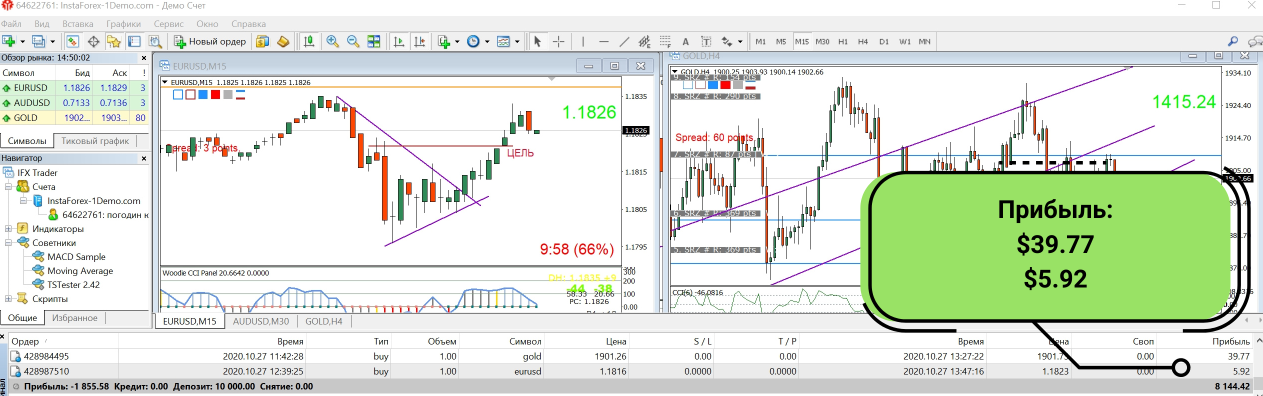 64622761: InstaForex-1Demo.com - Демо Счет
Файл Вид Вставка Графики Сервис Окно Справка
Новый ордер M1 M5 M15 M30 H1 H4 D1 W1 MN
Обзор рынка: 14:50:02
Символ Бид Аск !
EURUSD 1.1826 1.1829 3
AUDUSD 0.7133 0.7136 3
GOLD 1902... 1903... 80
Символы Тиковый график
Навигатор
IFX Trader
Счета
InstaForex-1Demo.com
64622761: погодин к
Индикаторы
Советники
MACD Sample
Moving Average
TSTester 2.42
Скрипты
Общие Избранное
EURUSD,M15
EURUSD,M15 1.1825 1.1826 1.1825 1.1826
1.1826
Spread: 3 points
ЦЕЛЬ
9:58 (66%)
1.1835
1.1826
1.1815
1.1805
1.1795
Woodie CCI Panel 20.6642 0.0000
-44 -38
58.33 20.66
PC: 1.1826
200
100
0.00
EURUSD,M15 AUDUSD,M30 GOLD,H4
GOLD,H4
GOLD,H4 1900.25 1903.93 1900.14 1902.66
1415.24
Spread: 60 points
1934.10
1924.40
1914.70
1905.00
CCI(6) -46.0816
Прибыль:
$39.77
$5.92
Ордер Время Тип Объем Символ Цена S / L T / P Время Цена Своп Прибыль
428984495 2020.10.27 11:42:28 buy 1.00 gold 1901.26 0.00 0.00 2020.10.27 13:27:22 0.00 39.77
428987510 2020.10.27 12:39:25 buy 1.00 eurusd 1.1816 0.0000 0.0000 2020.10.27 13:47:16 1.1823 0.00 5.92
Прибыль: -1 855.58 Кредит: 0.00 Депозит: 10 000.00 Снятие: 0.00 8 144.42